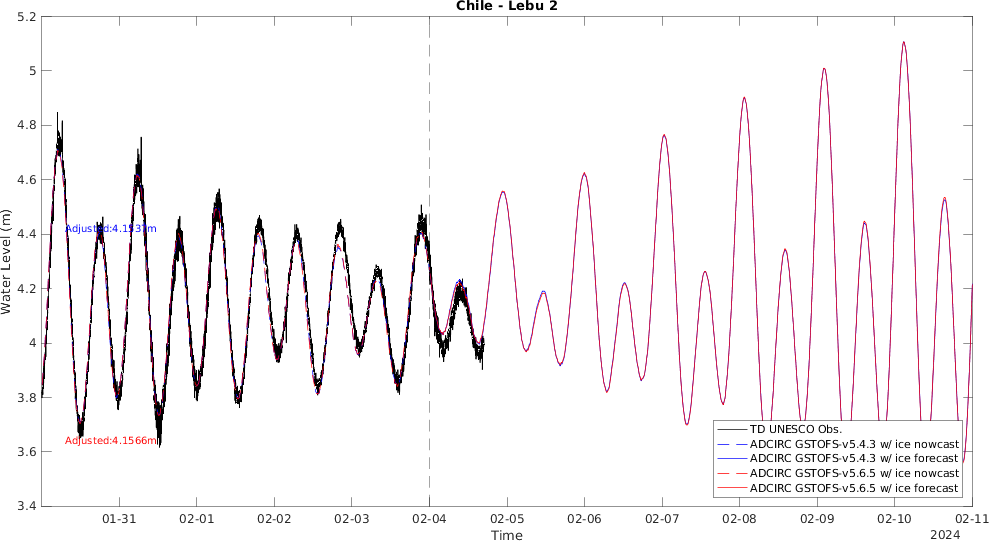 Chile - Lebu 2
Water Level (m)
5.2
5
4.8
4.6
4.4
4.2
4
3.8
3.6
3.4
Adjusted:4.1537m
Adjusted:4.1566m
TD UNESCO Obs.
ADCIRC GSTOFS-v5.4.3 w/ ice nowcast
ADCIRC GSTOFS-v5.4.3 w/ ice forecast
ADCIRC GSTOFS-v5.6.5 w/ ice nowcast
ADCIRC GSTOFS-v5.6.5 w/ ice forecast
01-31 02-01 02-02 02-03 02-04 02-05 02-06 02-07 02-08 02-09 02-10 02-11
Time
2024